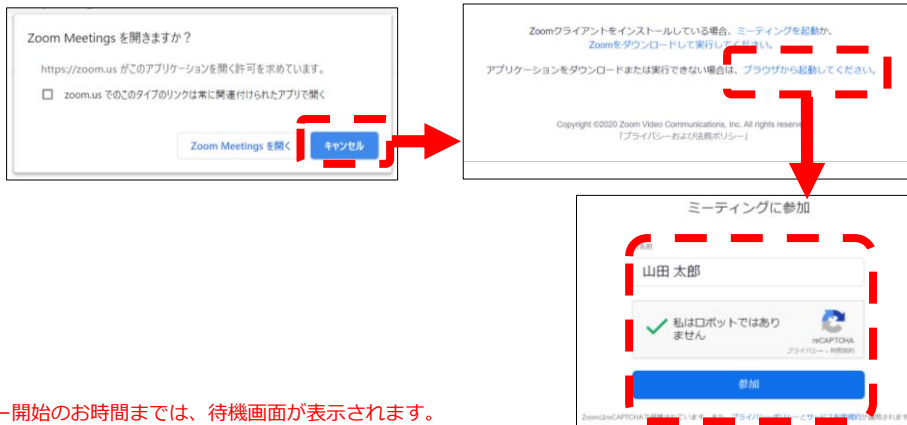 Zoom Meetings を開きますか？
https://zoom.us がこのアプリケーションを開く許可を求めています。
zoom.us でのこのタイプのリンクは常に関連付けられたアプリで開く
Zoom Meetings を開く
キャンセル
Zoomクライアントをインストールしている場合、ミーティングを起動か、
Zoomをダウンロードして実行してください。
アプリケーションをダウンロードまたは実行できない場合は、ブラウザから起動してください。
Copyright ©2020 Zoom Video Communications, Inc. All rights reserve
「プライバシーおよび法務ポリシー」
ミーティングに参加
山田 太郎
私はロボットではあり
ません
reCAPTCHA
プライバシー - 利用規約
参加
ー開始のお時間までは、待機画面が表示されます。